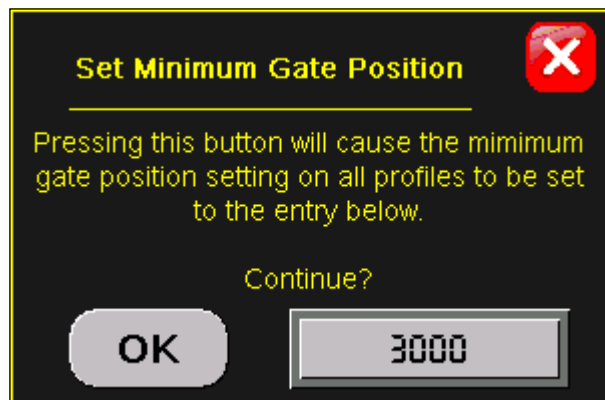 Set Minimum Gate Position
Pressing this button will cause the mimimum
gate position setting on all profiles to be set
to the entry below.
Continue?
OK
3000